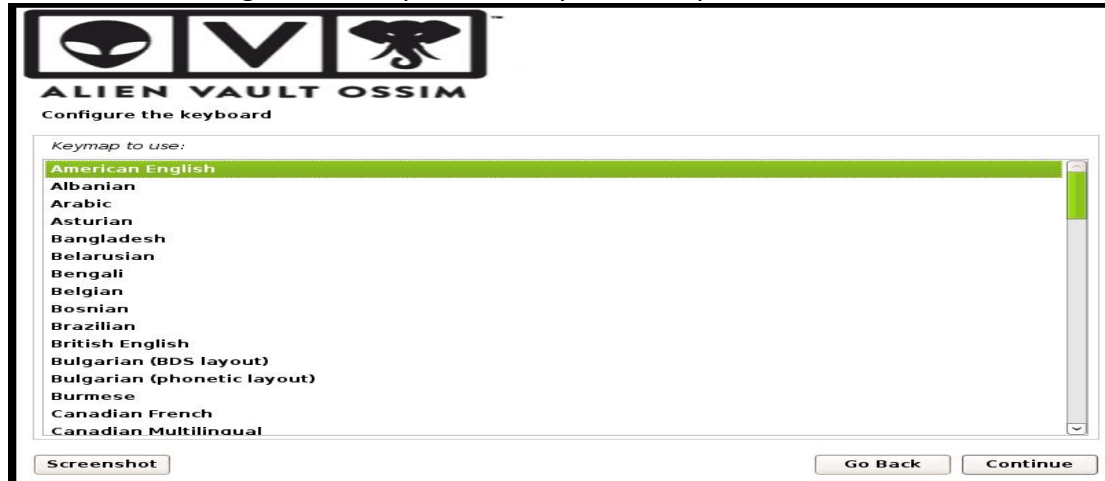 ™
ALIEN VAULT OSSIM
Configure the keyboard
Keymap to use:
American English
Albanian
Arabic
Asturian
Bangladesh
Belarusian
Bengali
Belgian
Bosnian
Brazilian
British English
Bulgarian (BDS layout)
Bulgarian (phonetic layout)
Burmese
Canadian French
Canadian Multilingual
Screenshot Go Back Continue